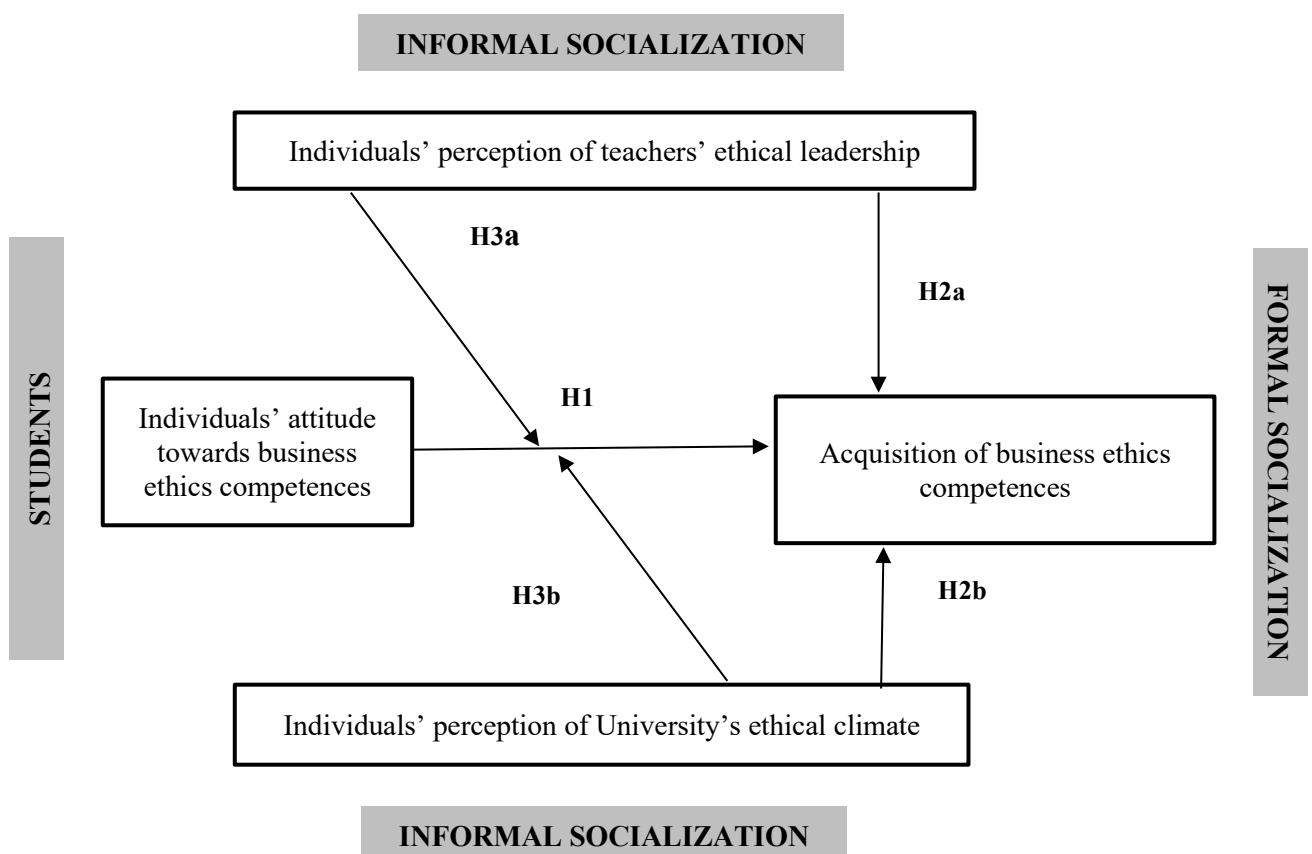 INFORMAL SOCIALIZATION
Individuals’ perception of teachers’ ethical leadership
H3a
H2a
STUDENTS
FORMAL SOCIALIZATION
H1
Individuals’ attitude
towards business
ethics competences
Acquisition of business ethics
competences
H3b
H2b
Individuals’ perception of University’s ethical climate
INFORMAL SOCIALIZATION